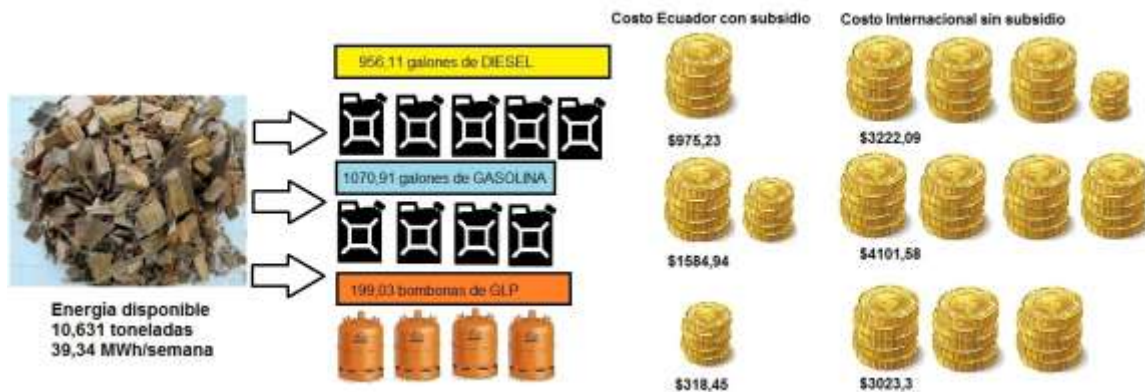 Costo Ecuador con subsidio
Costo Internacional sin subsidio
956,11 galones de DIESEL
$975,23
$3222,09
1070,91 galones de GASOLINA
$1584,94
$4101,58
199,03 bombonas de GLP
$318,45
$3023,3
Energia disponible
10,631 toneladas
39,34 MWh/semana